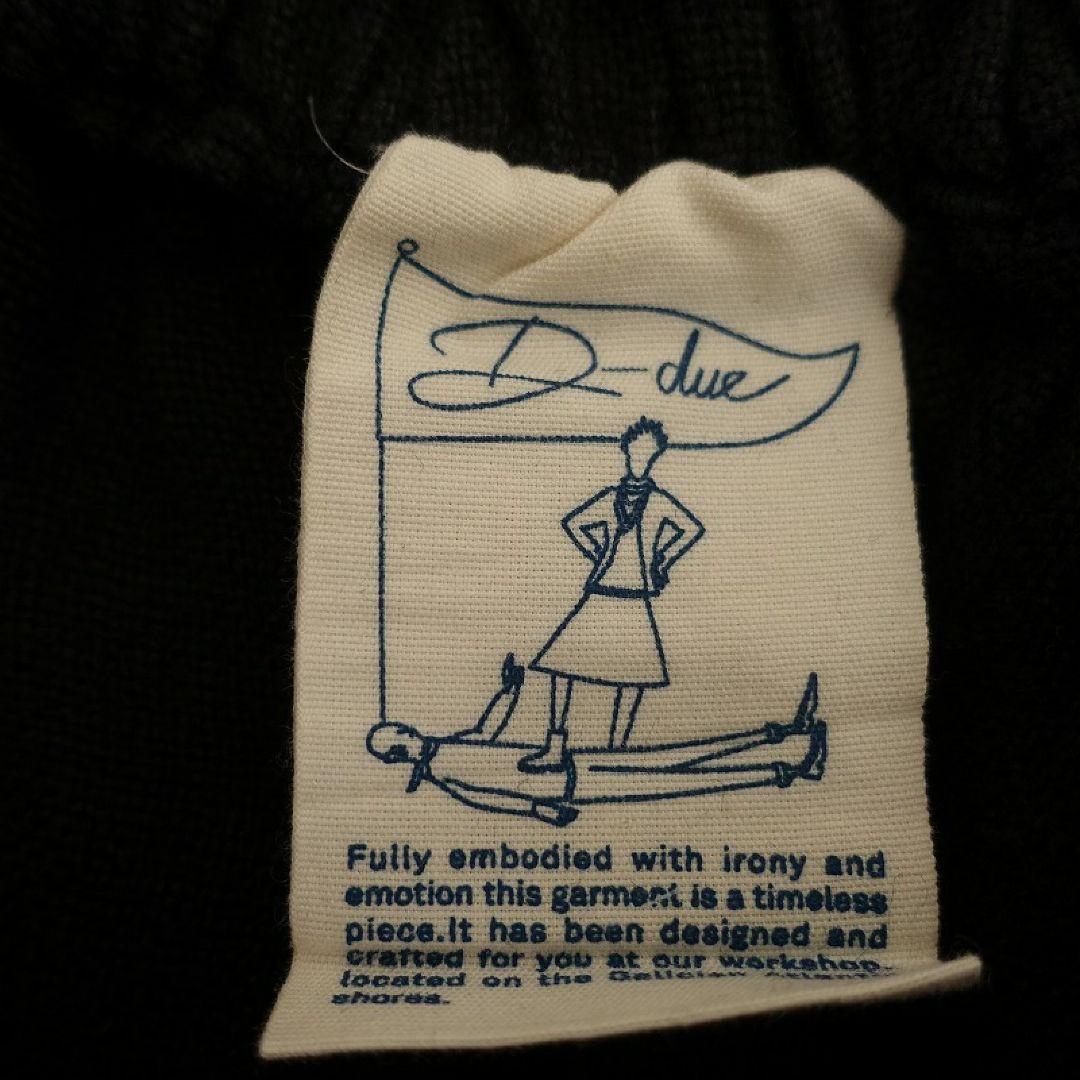 D-due
Fully embodied with irony and
emotion this garment is a timeless
piece.It has been designed and
crafted for you at our workshop
located on the Galician
shores.